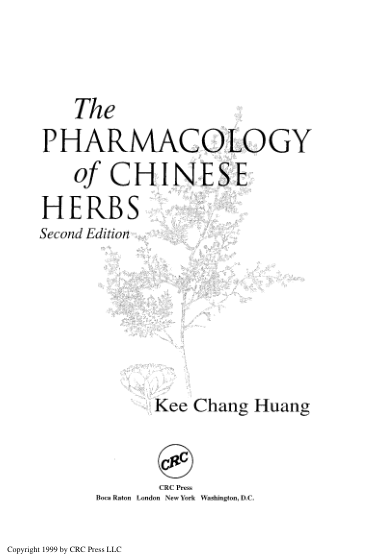 The
PHARMACOLOGY
of CHINESE
HERBS
Second Edition
Kee Chang Huang
CRC
CRC Press
Boca Raton London New York Washington, D.C.
Copyright 1999 by CRC Press LLC